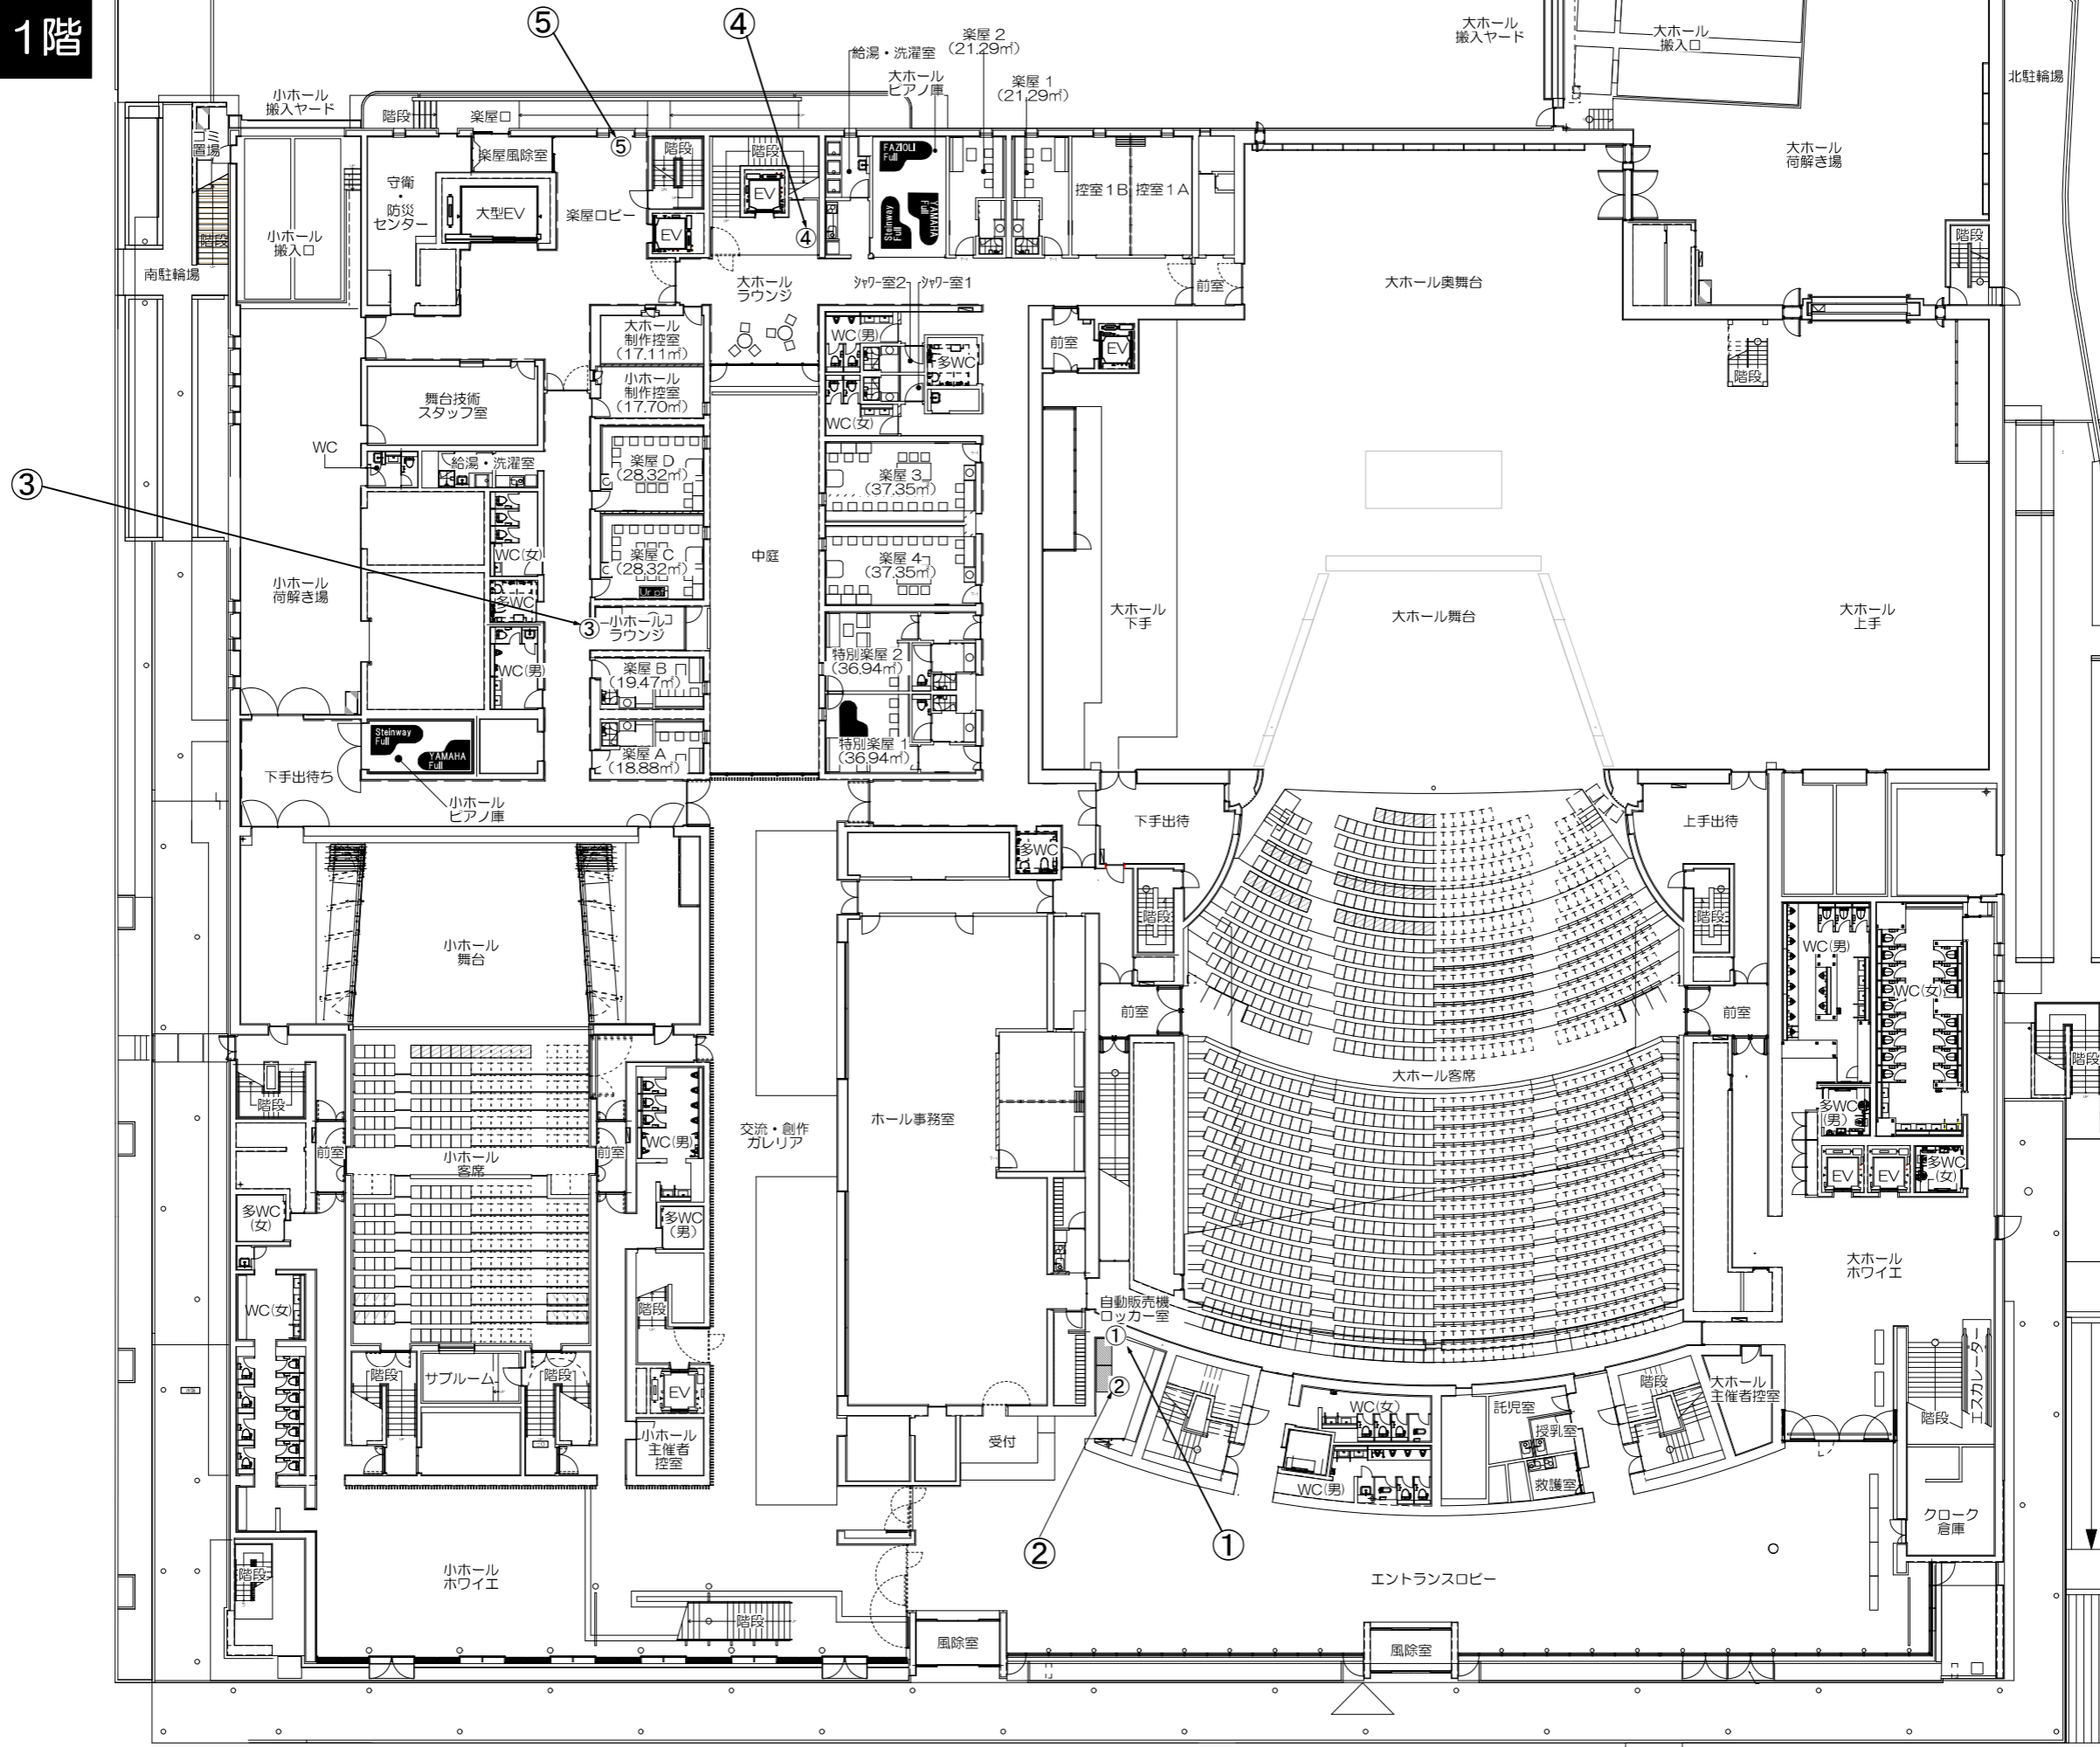 1階
⑤
④
③
②
①
小ホール
搬入ヤード
階段
楽屋口
給湯・洗濯室
楽屋 2
(21.29㎡)
大ホール
ピアノ庫
楽屋 1
(21.29㎡)
大ホール
搬入ヤード
大ホール
搬入口
北駐輪場
ゴミ
置場
階段
南駐輪場
小ホール
搬入口
守衛
・
防災
センター
楽屋風除室
大型EV
楽屋ロビー
⑤
階段
EV
階段
EV
④
FAZIOLI
Full
Steinway
Full
YAMAHA
Full
控室1B
控室1A
前室
大ホール奥舞台
大ホール
荷解き場
階段
大ホール
ラウンジ
シャワー室2
シャワー室1
大ホール
制作控室
(17.11㎡)
小ホール
制作控室
(17.70㎡)
WC(男)
多WC
WC(女)
前室
EV
階段
舞台技術
スタッフ室
WC
給湯・洗濯室
楽屋 D
(28.32㎡)
楽屋 C
(28.32㎡)
中庭
楽屋 3
(37.35㎡)
楽屋 4
(37.35㎡)
小ホール
荷解き場
WC(女)
多WC
WC(男)
③
小ホール
ラウンジ
楽屋 B
(19.47㎡)
楽屋 A
(18.88㎡)
特別楽屋 2
(36.94㎡)
特別楽屋 1
(36.94㎡)
大ホール
下手
大ホール舞台
大ホール
上手
Steinway
Full
YAMAHA
Full
下手出待ち
小ホール
ピアノ庫
下手出待
上手出待
多WC
階段
階段
小ホール
舞台
前室
前室
WC(男)
WC(女)
階段
大ホール客席
階段
前室
小ホール
客席
前室
WC(男)
交流・創作
ガレリア
ホール事務室
多WC
(男)
EV
EV
多WC
(女)
多WC
(女)
多WC
(男)
WC(女)
階段
大ホール
ホワイエ
自動販売機
ロッカー室
①
②
階段
サブルーム
階段
EV
小ホール
主催者
控室
受付
WC(女)
WC(男)
託児室
授乳室
救護室
階段
大ホール
主催者控室
階段
エスカレーター
クローク
倉庫
小ホール
ホワイエ
階段
階段
エントランスロビー
風除室
風除室